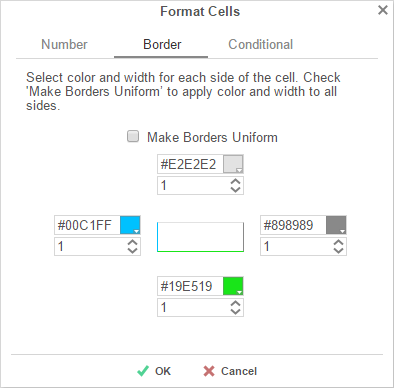 Format Cells
Number Border Conditional
Select color and width for each side of the cell. Check
'Make Borders Uniform' to apply color and width to all
sides.
Make Borders Uniform
#E2E2E2
1
#00C1FF #898989
1 1
#19E519
1
OK Cancel